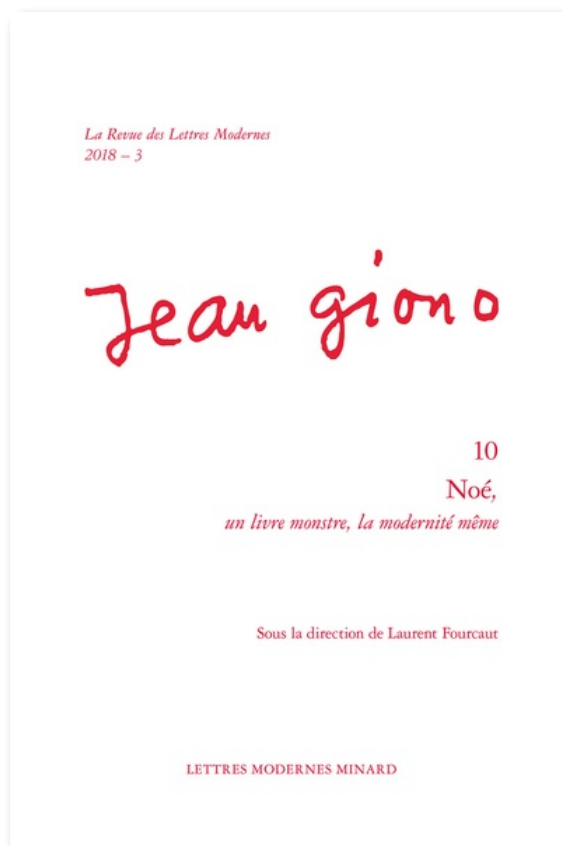 La Revue des Lettres Modernes
2018 – 3
Jean giono
10
Noé,
un livre monstre, la modernité même
Sous la direction de Laurent Fourcaut
LETTRES MODERNES MINARD